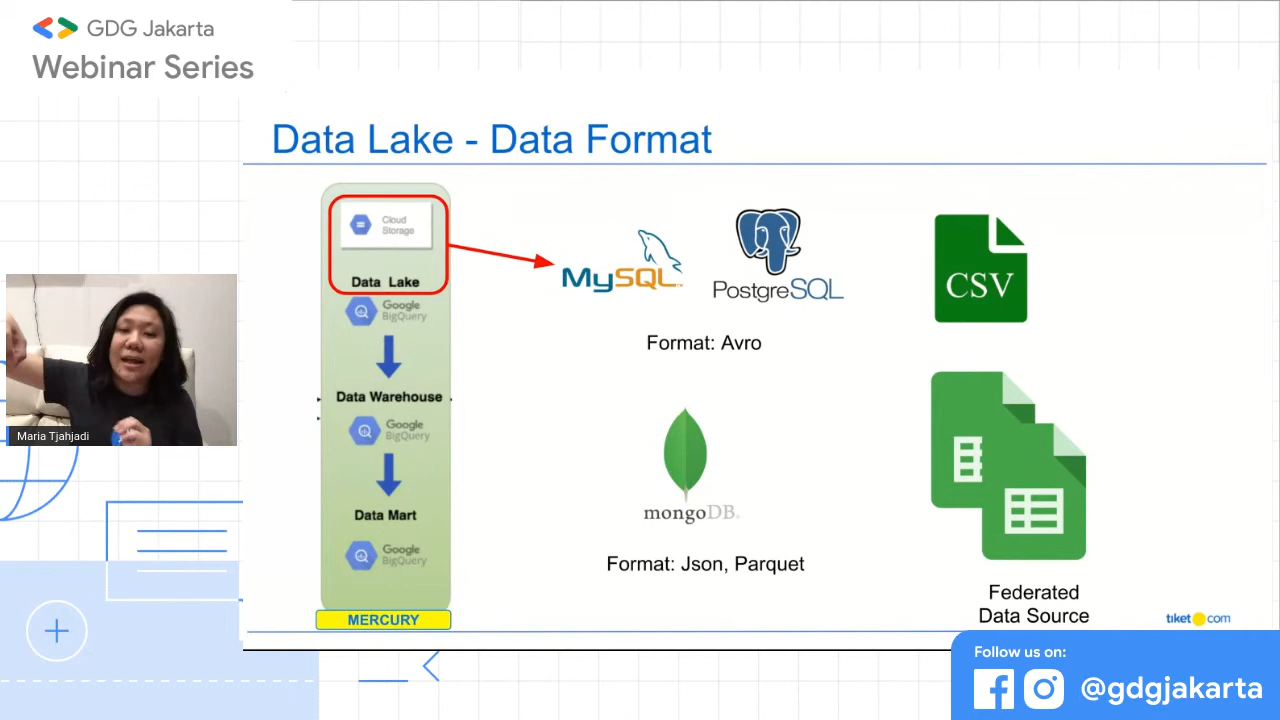 GDG Jakarta
Webinar Series
Data Lake - Data Format
Cloud
Storage
Data Lake
Google
BigQuery
Data Warehouse
Google
BigQuery
Data Mart
Google
BigQuery
MERCURY
MySQL
PostgreSQL
Format: Avro
mongoDB
Format: Json, Parquet
CSV
Federated
Data Source
tiket com
Maria Tjahjadi
Follow us on:
@gdgjakarta